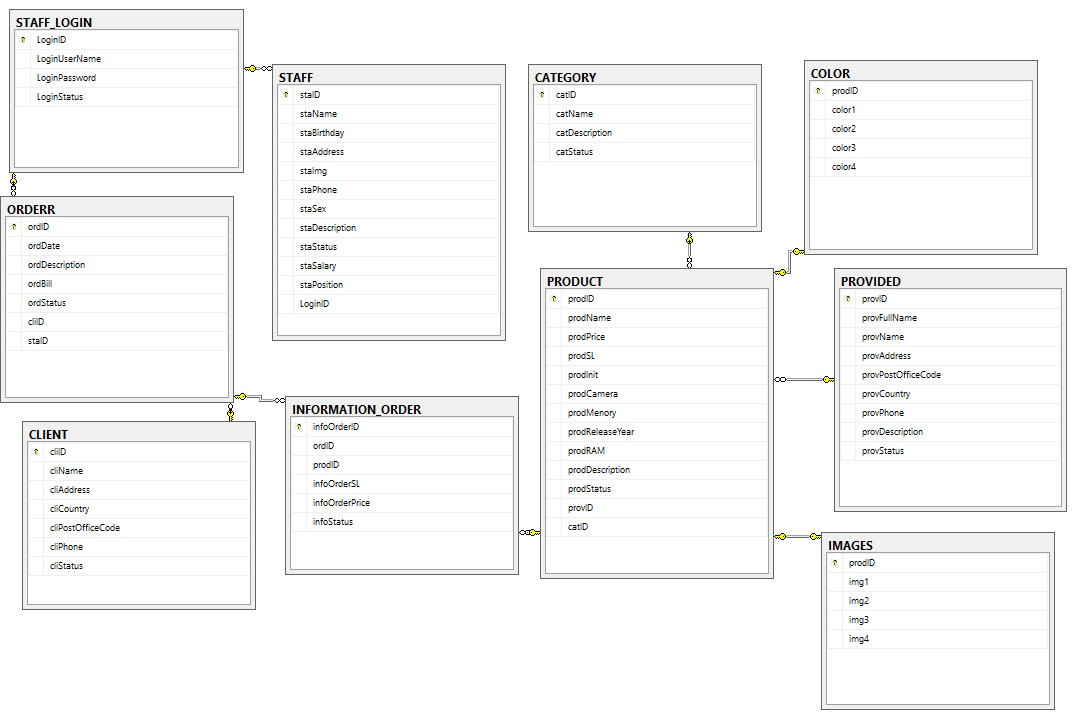 STAFF_LOGIN
LoginID
LoginUserName
LoginPassword
LoginStatus
STAFF
staID
staName
staBirthday
staAddress
staImg
staPhone
staSex
staDescription
staStatus
staSalary
staPosition
LoginID
CATEGORY
catID
catName
catDescription
catStatus
COLOR
prodID
color1
color2
color3
color4
ORDERR
ordID
ordDate
ordDescription
ordBill
ordStatus
cliID
staID
PRODUCT
prodID
prodName
prodPrice
prodSL
prodInit
prodCamera
prodMenory
prodReleaseYear
prodRAM
prodDescription
prodStatus
provID
catID
PROVIDED
provID
provFullName
provName
provAddress
provPostOfficeCode
provCountry
provPhone
provDescription
provStatus
INFORMATION_ORDER
infoOrderID
ordID
prodID
infoOrderSL
infoOrderPrice
infoStatus
CLIENT
cliID
cliName
cliAddress
cliCountry
cliPostOfficeCode
cliPhone
cliStatus
IMAGES
prodID
img1
img2
img3
img4